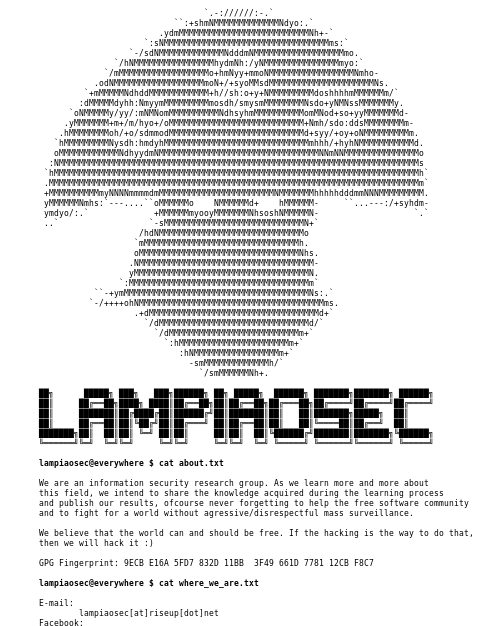 LAMPIAOSEC
lampiaosec@everywhere $ cat about.txt
We are an information security research group. As we learn more and more about
this field, we intend to share the knowledge acquired during the learning process
and publish our results, ofcourse never forgetting to help the free software community
and to fight for a world without agressive/disrespectful mass surveillance.
We believe that the world can and should be free. If the hacking is the way to do that,
then we will hack it :)
GPG Fingerprint: 9ECB E16A 5FD7 832D 11BB  3F49 661D 7781 12CB F8C7
lampiaosec@everywhere $ cat where_we_are.txt
E-mail:
lampiaosec[at]riseup[dot]net
Facebook: